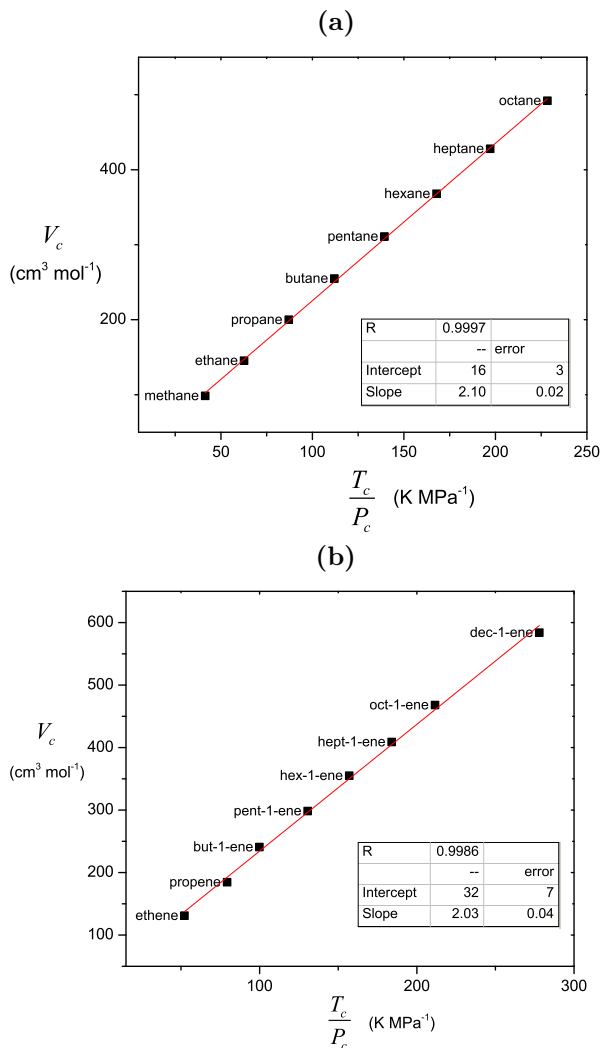 (a)
octane
heptane
400
hexane
V_c
pentane
(cm³ mol⁻¹)
butane
propane
200
R 0.9997
-- error
ethane
Intercept 16 3
methane
Slope 2.10 0.02
50 100 150 200 250
T_c
P_c (K MPa⁻¹)
(b)
600
dec-1-ene
500
oct-1-ene
V_c
hept-1-ene
400
(cm³ mol⁻¹)
hex-1-ene
300
pent-1-ene
but-1-ene
R 0.9986
200
-- error
propene
Intercept 32 7
ethene
Slope 2.03 0.04
100
100 200 300
T_c
P_c (K MPa⁻¹)